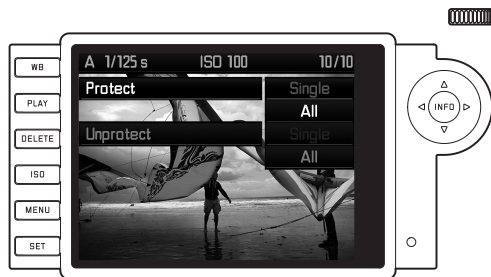 WB
PLAY
DELETE
ISO
MENU
SET
A 1/125 s ISO 100 10/10
Protect Single
All
Unprotect Single
All
INFO